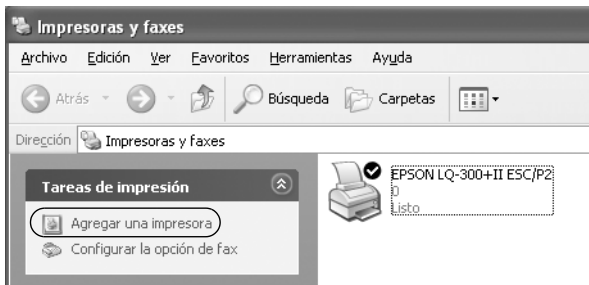 Impresoras y faxes
Archivo Edición Ver Favoritos Herramientas Ayuda
Atrás Búsqueda Carpetas
Dirección Impresoras y faxes
Tareas de impresión
Agregar una impresora
Configurar la opción de fax
EPSON LQ-300+II ESC/P2
0
Listo